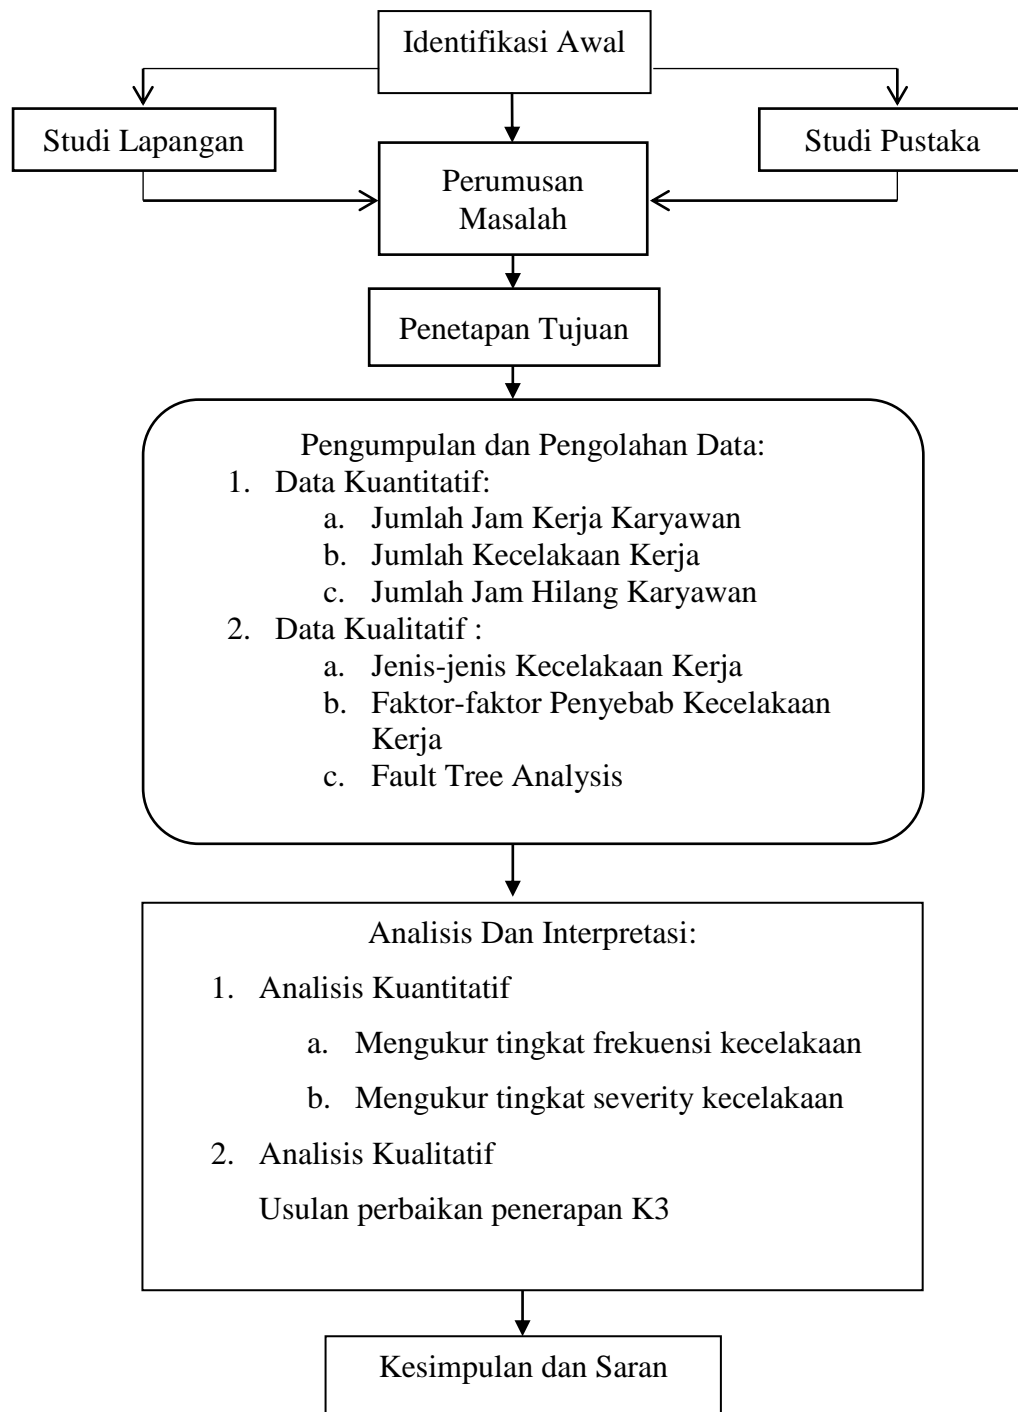 Identifikasi Awal
Studi Lapangan
Studi Pustaka
Perumusan
Masalah
Penetapan Tujuan
Pengumpulan dan Pengolahan Data:
1. Data Kuantitatif:
a. Jumlah Jam Kerja Karyawan
b. Jumlah Kecelakaan Kerja
c. Jumlah Jam Hilang Karyawan
2. Data Kualitatif :
a. Jenis-jenis Kecelakaan Kerja
b. Faktor-faktor Penyebab Kecelakaan
Kerja
c. Fault Tree Analysis
Analisis Dan Interpretasi:
1. Analisis Kuantitatif
a. Mengukur tingkat frekuensi kecelakaan
b. Mengukur tingkat severity kecelakaan
2. Analisis Kualitatif
Usulan perbaikan penerapan K3
Kesimpulan dan Saran